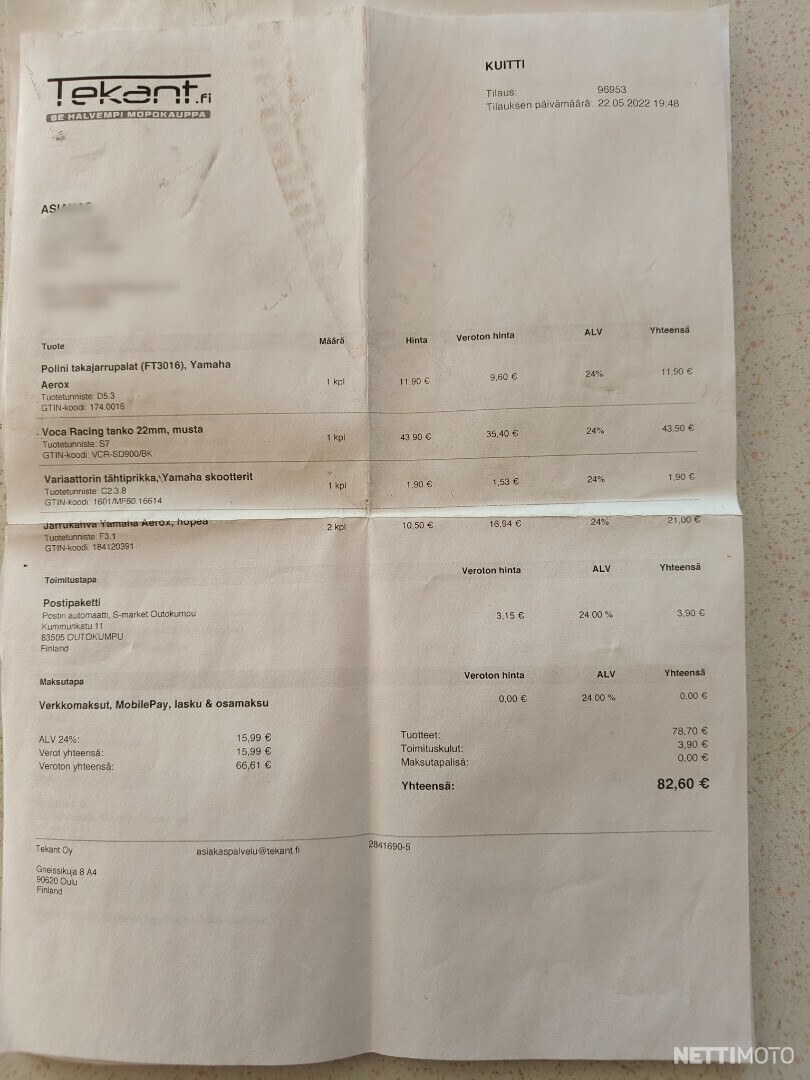 Tekant.fi
SE HALVEMPI MOPOKAUPPA
KUITTI
Tilaus: 96953
Tilauksen päivämäärä: 22.05.2022 19:48
Tuote Määrä Hinta Veroton hinta ALV Yhteensä
Polini takajarrupalat (FT3016), Yamaha
Aerox 1 kpl 11,90 € 9,60 € 24% 11,90 €
Tuotetunniste: D5.3
GTIN-koodi: 174.0015
Voca Racing tanko 22mm, musta 1 kpl 43,90 € 35,40 € 24% 43,90 €
Tuotetunniste: S7
GTIN-koodi: VCR-SD900/BK
Variaattorin tähtiprikka, Yamaha skootterit 1 kpl 1,90 € 1,53 € 24% 1,90 €
Tuotetunniste: C2.3.8
GTIN-koodi: 1601/MF60.16614
Jarrukahva Yamaha Aerox, hopea 2 kpl 10,50 € 16,94 € 24% 21,00 €
Tuotetunniste: F3.1
GTIN-koodi: 184120391
Toimitustapa Veroton hinta ALV Yhteensä
Postipaketti
Postin automaatti, S-market Outokumpu 3,15 € 24.00 % 3,90 €
Kummunkatu 11
83505 OUTOKUMPU
Finland
Maksutapa Veroton hinta ALV Yhteensä
Verkkomaksut, MobilePay, lasku & osamaksu 0,00 € 24.00 % 0,00 €
ALV 24%: 15,99 €
Verot yhteensä: 15,99 €
Veroton yhteensä: 66,61 €
Tuotteet: 78,70 €
Toimituskulut: 3,90 €
Maksutapalisä: 0,00 €
Yhteensä: 82,60 €
Tekant Oy asiakaspalvelu@tekant.fi 2841690-5
Gneissikuja 8 A4
90620 Oulu
Finland
NETTIMOTO